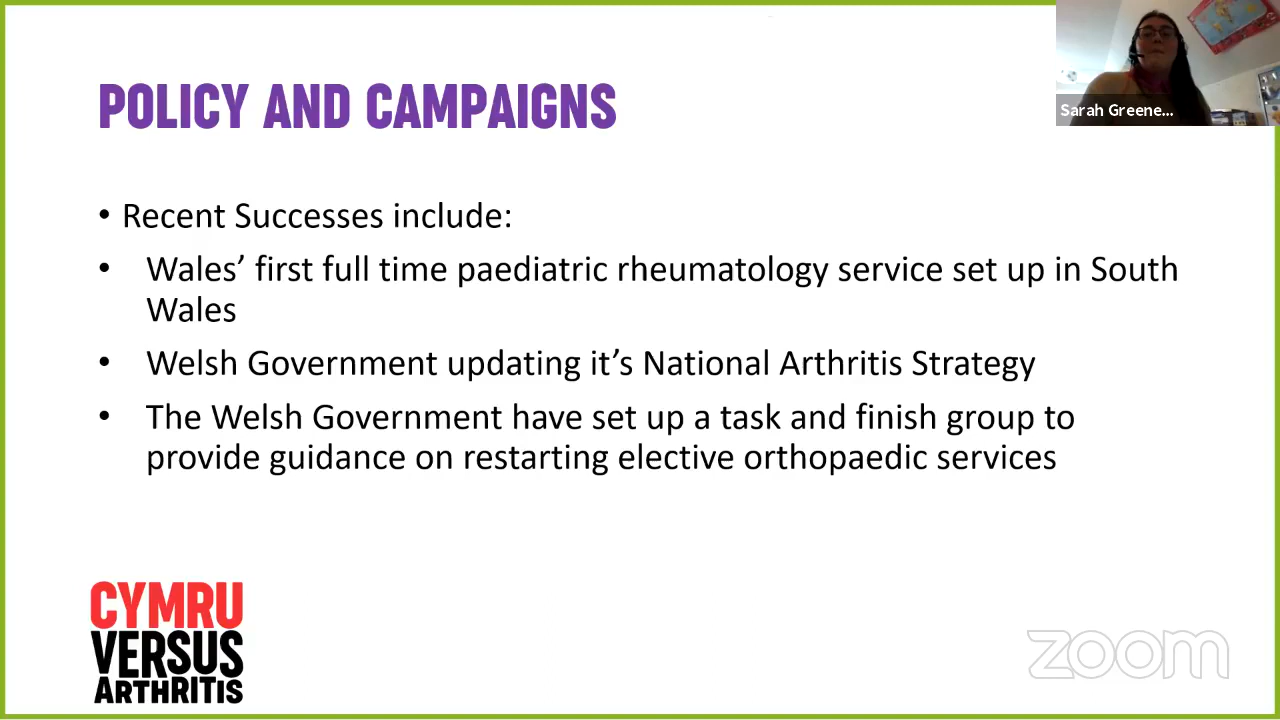 POLICY AND CAMPAIGNS
Sarah Greene...
• Recent Successes include:
• Wales’ first full time paediatric rheumatology service set up in South
Wales
• Welsh Government updating it’s National Arthritis Strategy
• The Welsh Government have set up a task and finish group to
provide guidance on restarting elective orthopaedic services
CYMRU
VERSUS
ARTHRITIS
zoom